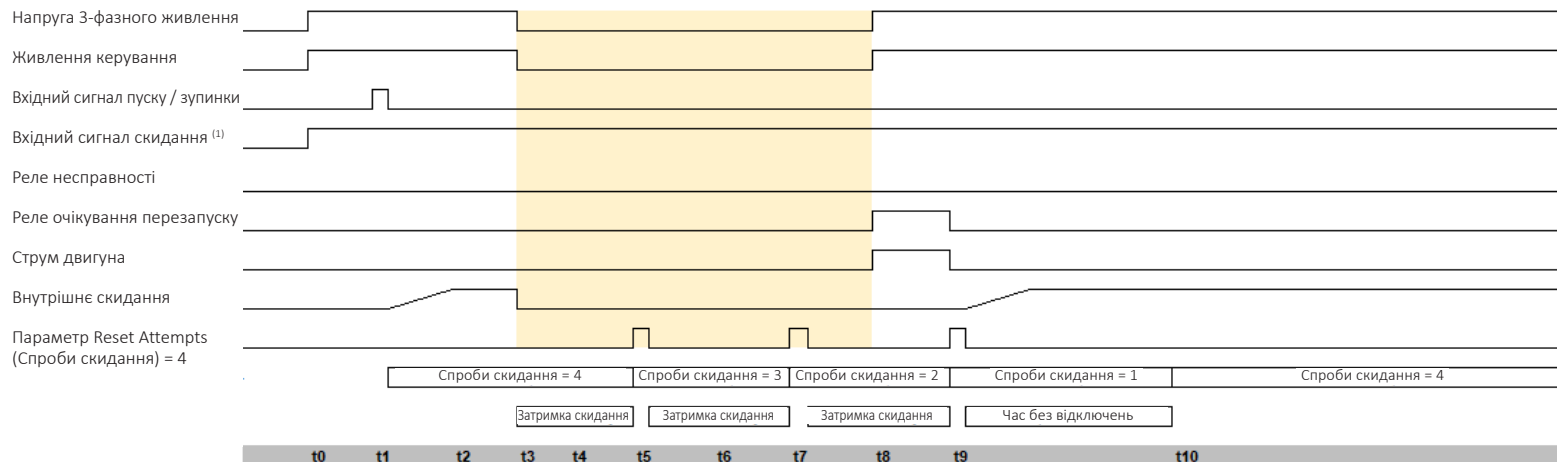 Напруга 3-фазного живлення
Живлення керування
Вхідний сигнал пуску / зупинки
Вхідний сигнал скидання (1)
Реле несправності
Реле очікування перезапуску
Струм двигуна
Внутрішнє скидання
Параметр Reset Attempts
(Спроби скидання) = 4
Спроби скидання = 4 Спроби скидання = 3 Спроби скидання = 2 Спроби скидання = 1 Спроби скидання = 4
Затримка скидання Затримка скидання Затримка скидання Час без відключень
t0 t1 t2 t3 t4 t5 t6 t7 t8 t9 t10